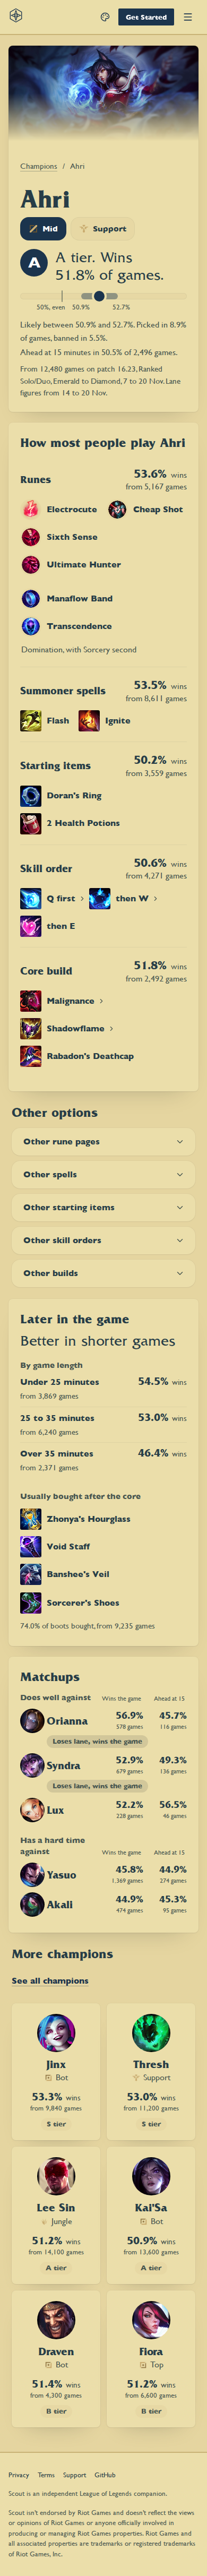 Get Started
Champions / Ahri
Ahri
Mid
Support
A
A tier. Wins
51.8% of games.
50%, even
50.9%
52.7%
Likely between 50.9% and 52.7%. Picked in 8.9%
of games, banned in 5.5%.
Ahead at 15 minutes in 50.5% of 2,496 games.
From 12,480 games on patch 16.23, Ranked
Solo/Duo, Emerald to Diamond, 7 to 20 Nov. Lane
figures from 14 to 20 Nov.
How most people play Ahri
Runes
53.6% wins
from 5,167 games
Electrocute
Cheap Shot
Sixth Sense
Ultimate Hunter
Manaflow Band
Transcendence
Domination, with Sorcery second
Summoner spells
53.5% wins
from 8,611 games
Flash
Ignite
Starting items
50.2% wins
from 3,559 games
Doran's Ring
2 Health Potions
Skill order
50.6% wins
from 4,271 games
Q first
then W
then E
Core build
51.8% wins
from 2,492 games
Malignance
Shadowflame
Rabadon's Deathcap
Other options
Other rune pages
Other spells
Other starting items
Other skill orders
Other builds
Later in the game
Better in shorter games
By game length
Under 25 minutes
54.5% wins
from 3,869 games
25 to 35 minutes
53.0% wins
from 6,240 games
Over 35 minutes
46.4% wins
from 2,371 games
Usually bought after the core
Zhonya's Hourglass
Void Staff
Banshee's Veil
Sorcerer's Shoes
74.0% of boots bought, from 9,235 games
Matchups
Does well against
Wins the game
Ahead at 15
Orianna
56.9%
578 games
45.7%
116 games
Loses lane, wins the game
Syndra
52.9%
679 games
49.3%
136 games
Loses lane, wins the game
Lux
52.2%
228 games
56.5%
46 games
Has a hard time
against
Wins the game
Ahead at 15
Yasuo
45.8%
1,369 games
44.9%
274 games
Akali
44.9%
474 games
45.3%
95 games
More champions
See all champions
Jinx
Bot
53.3% wins
from 9,840 games
S tier
Thresh
Support
53.0% wins
from 11,200 games
S tier
Lee Sin
Jungle
51.2% wins
from 14,100 games
A tier
Kai'Sa
Bot
50.9% wins
from 13,600 games
A tier
Draven
Bot
51.4% wins
from 4,300 games
B tier
Fiora
Top
51.2% wins
from 6,600 games
B tier
Privacy
Terms
Support
GitHub
Scout is an independent League of Legends companion.
Scout isn't endorsed by Riot Games and doesn't reflect the views
or opinions of Riot Games or anyone officially involved in
producing or managing Riot Games properties. Riot Games and
all associated properties are trademarks or registered trademarks
of Riot Games, Inc.